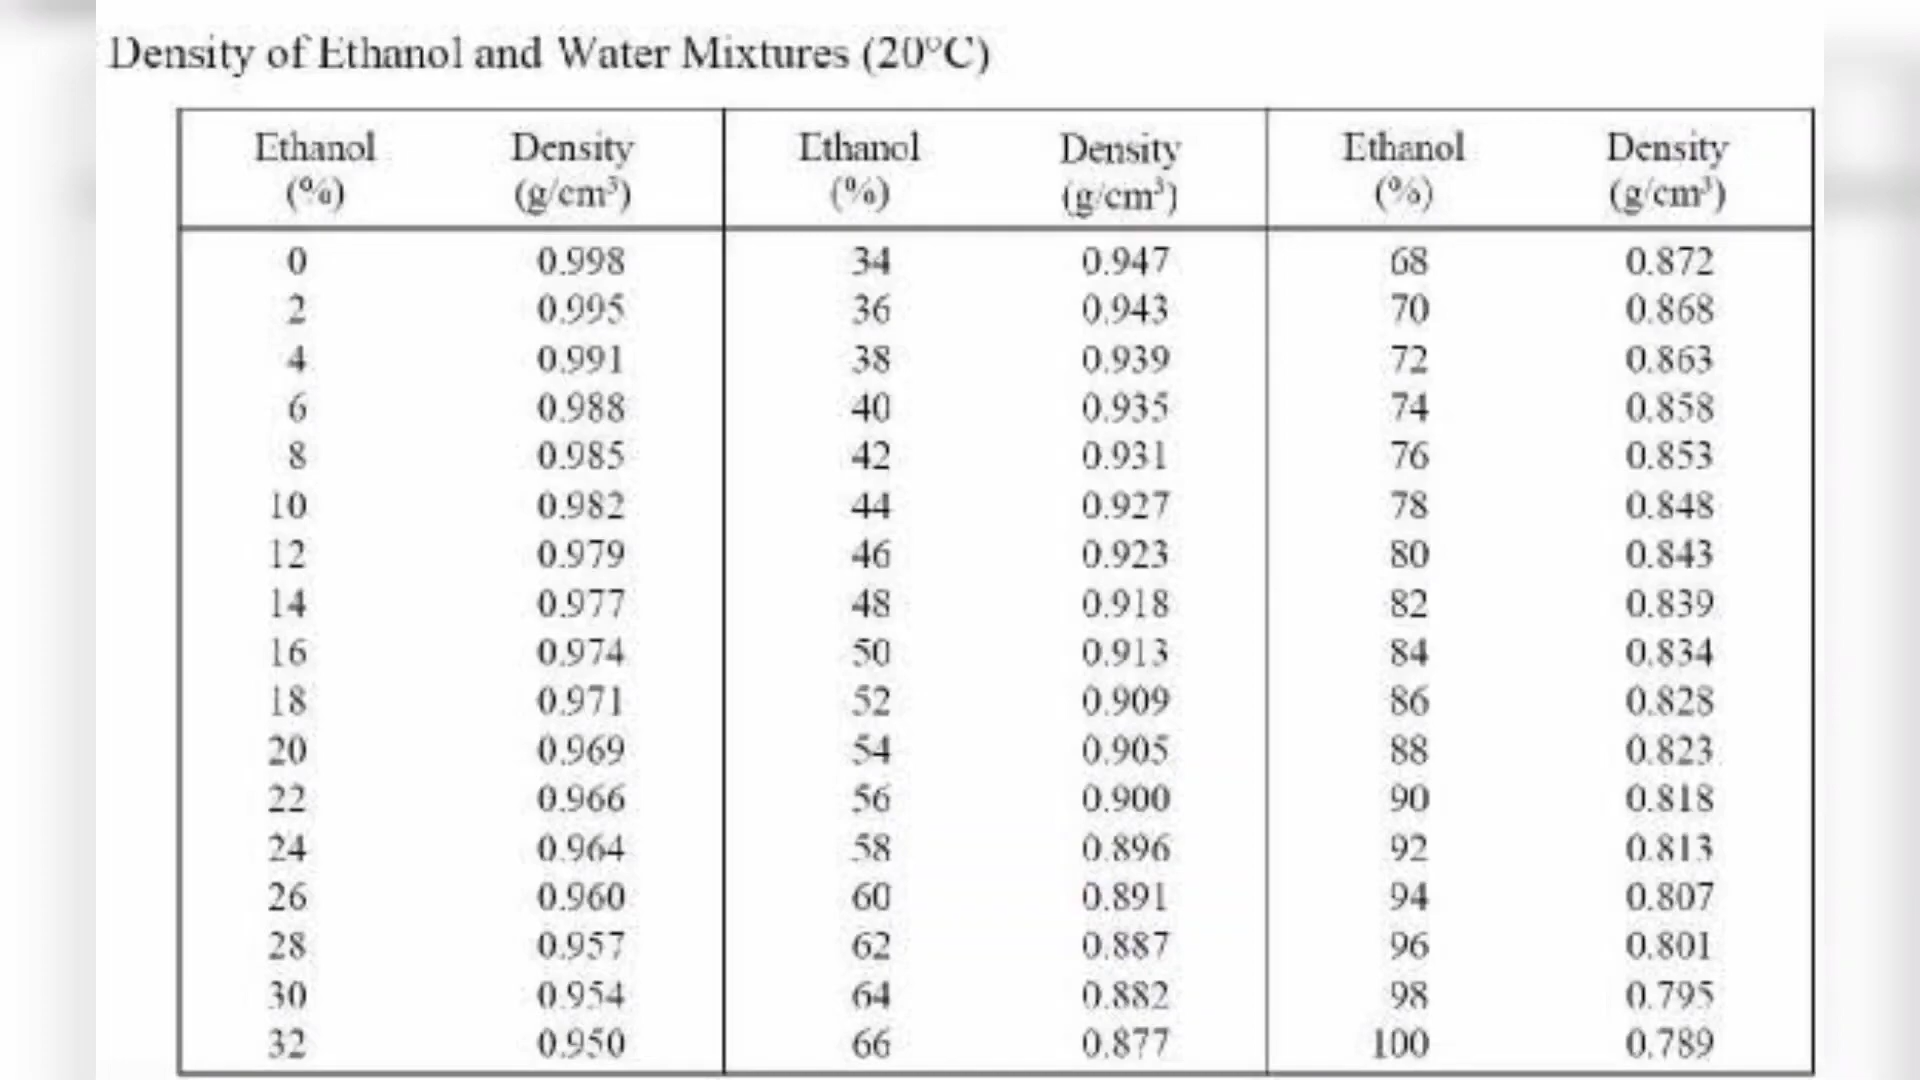 Density of Ethanol and Water Mixtures (20°C)
Ethanol Density Ethanol Density Ethanol Density
(%) (g/cm³) (%) (g/cm³) (%) (g/cm³)
0 0.998 34 0.947 68 0.872
2 0.995 36 0.943 70 0.868
4 0.991 38 0.939 72 0.863
6 0.988 40 0.935 74 0.858
8 0.985 42 0.931 76 0.853
10 0.982 44 0.927 78 0.848
12 0.979 46 0.923 80 0.843
14 0.977 48 0.918 82 0.839
16 0.974 50 0.913 84 0.834
18 0.971 52 0.909 86 0.828
20 0.969 54 0.905 88 0.823
22 0.966 56 0.900 90 0.818
24 0.964 58 0.896 92 0.813
26 0.960 60 0.891 94 0.807
28 0.957 62 0.887 96 0.801
30 0.954 64 0.882 98 0.795
32 0.950 66 0.877 100 0.789